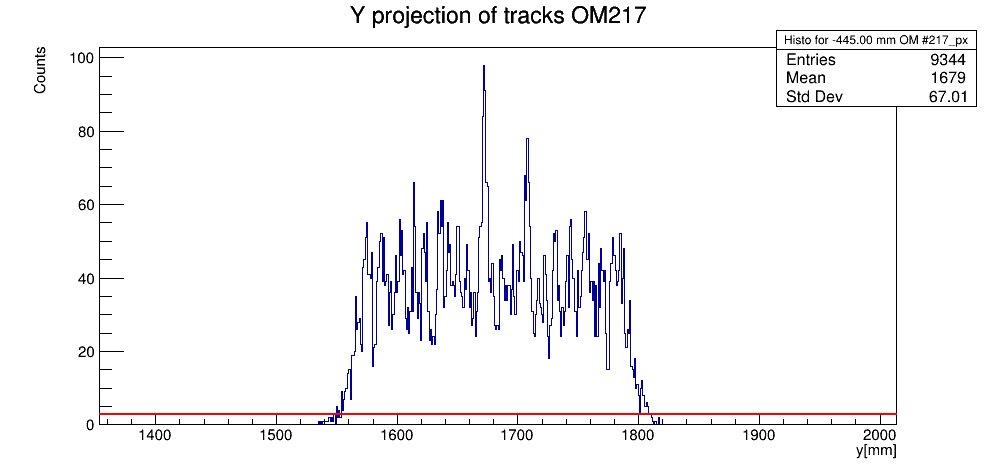 Y projection of tracks OM217
Histo for -445.00 mm OM #217_px
Entries 9344
Mean 1679
Std Dev 67.01
Counts
100
80
60
40
20
0
1400 1500 1600 1700 1800 1900 2000
y[mm]